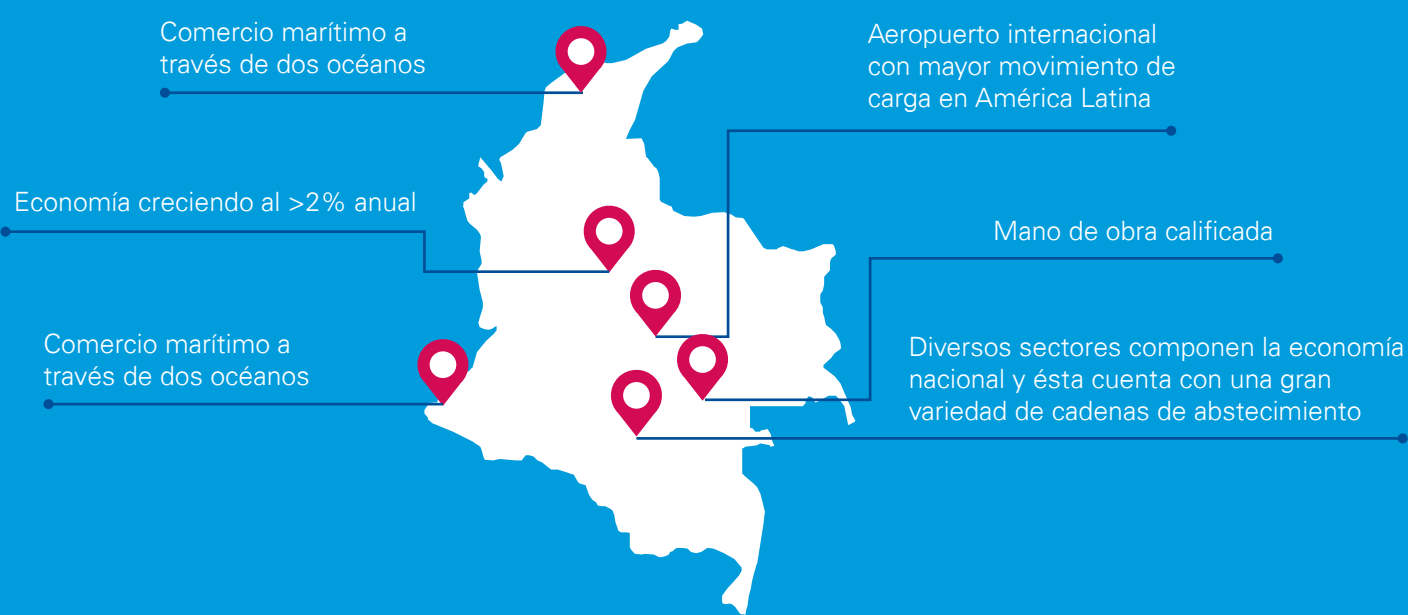 Comercio marítimo a
través de dos océanos
Aeropuerto internacional
con mayor movimiento de
carga en América Latina
Economía creciendo al >2% anual
Mano de obra calificada
Comercio marítimo a
través de dos océanos
Diversos sectores componen la economía
nacional y ésta cuenta con una gran
variedad de cadenas de abstecimiento